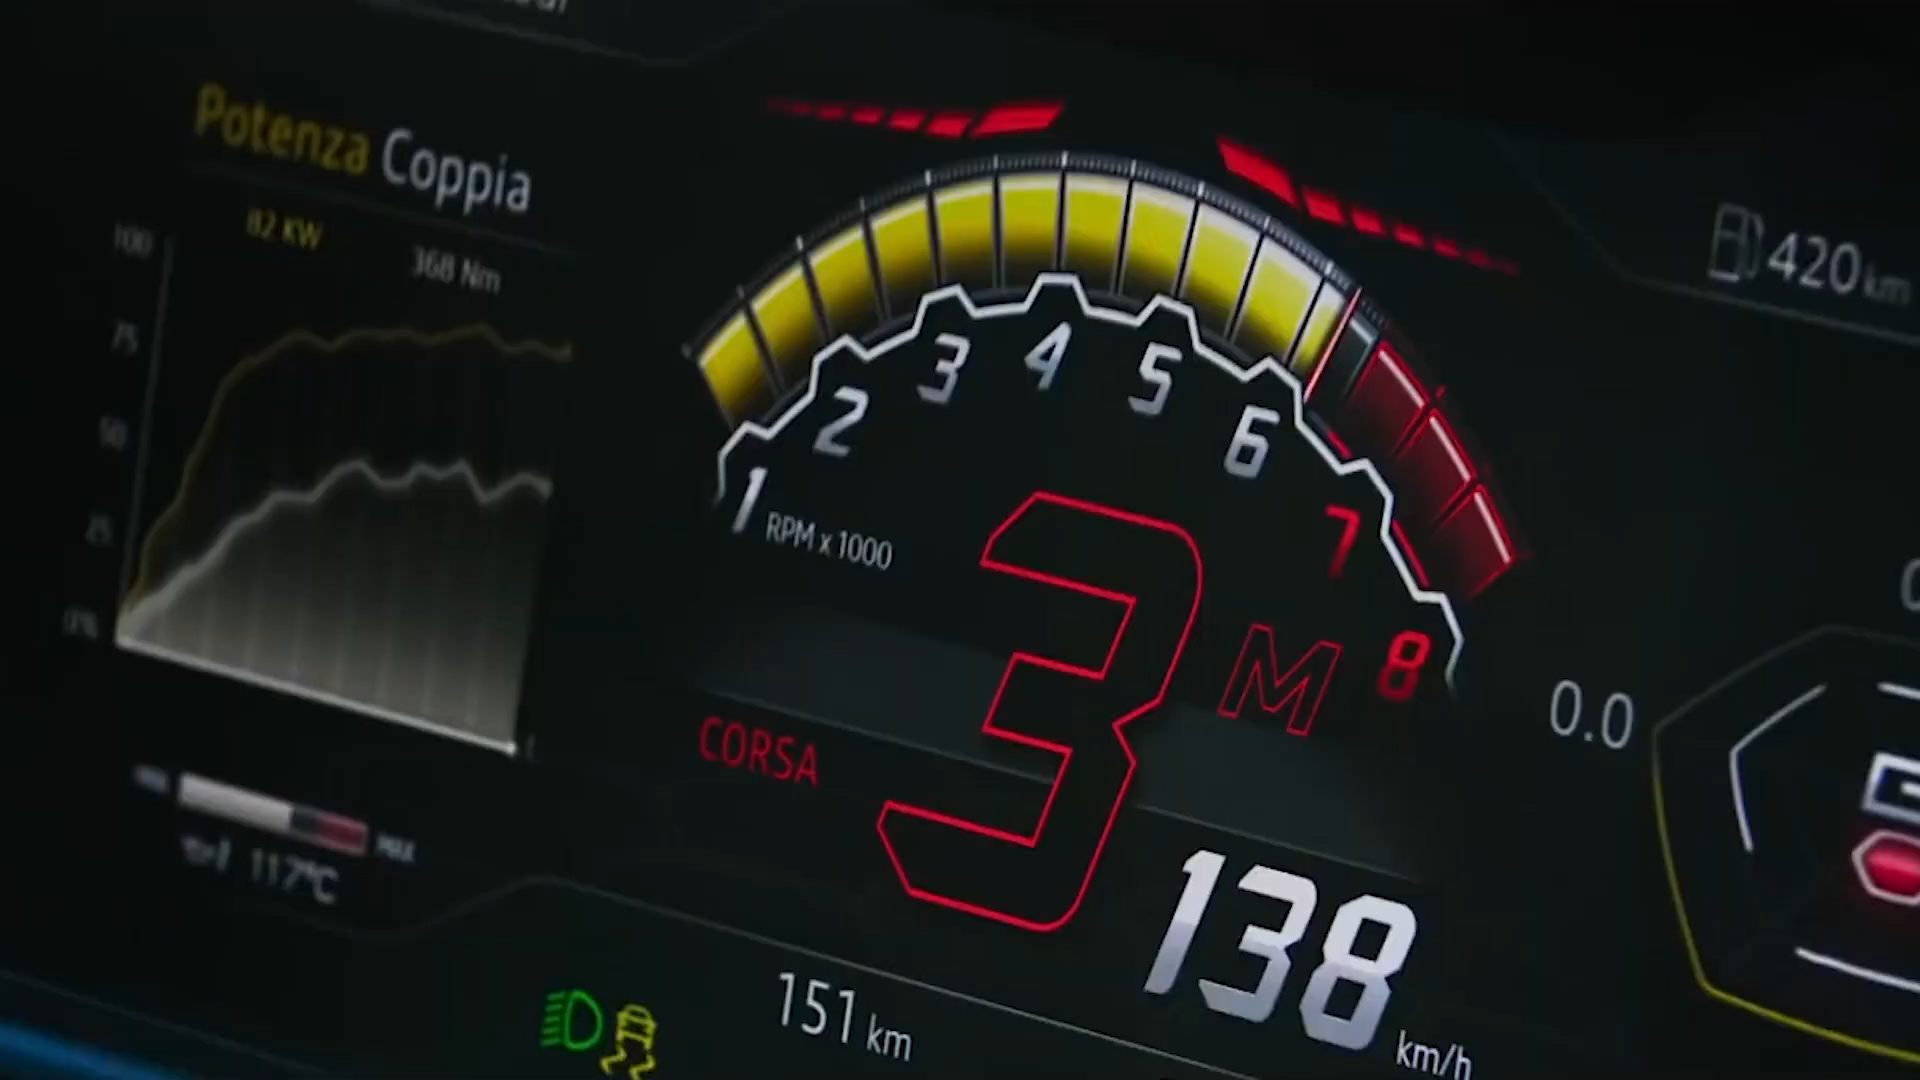 Potenza Coppia
82 KW
368 Nm
100
75
50
25
0%
1 2 3 4 5 6 7 8
RPM x 1000
3 M
CORSA
138 km/h
420 km
0.0
MAX
117°C
151 km